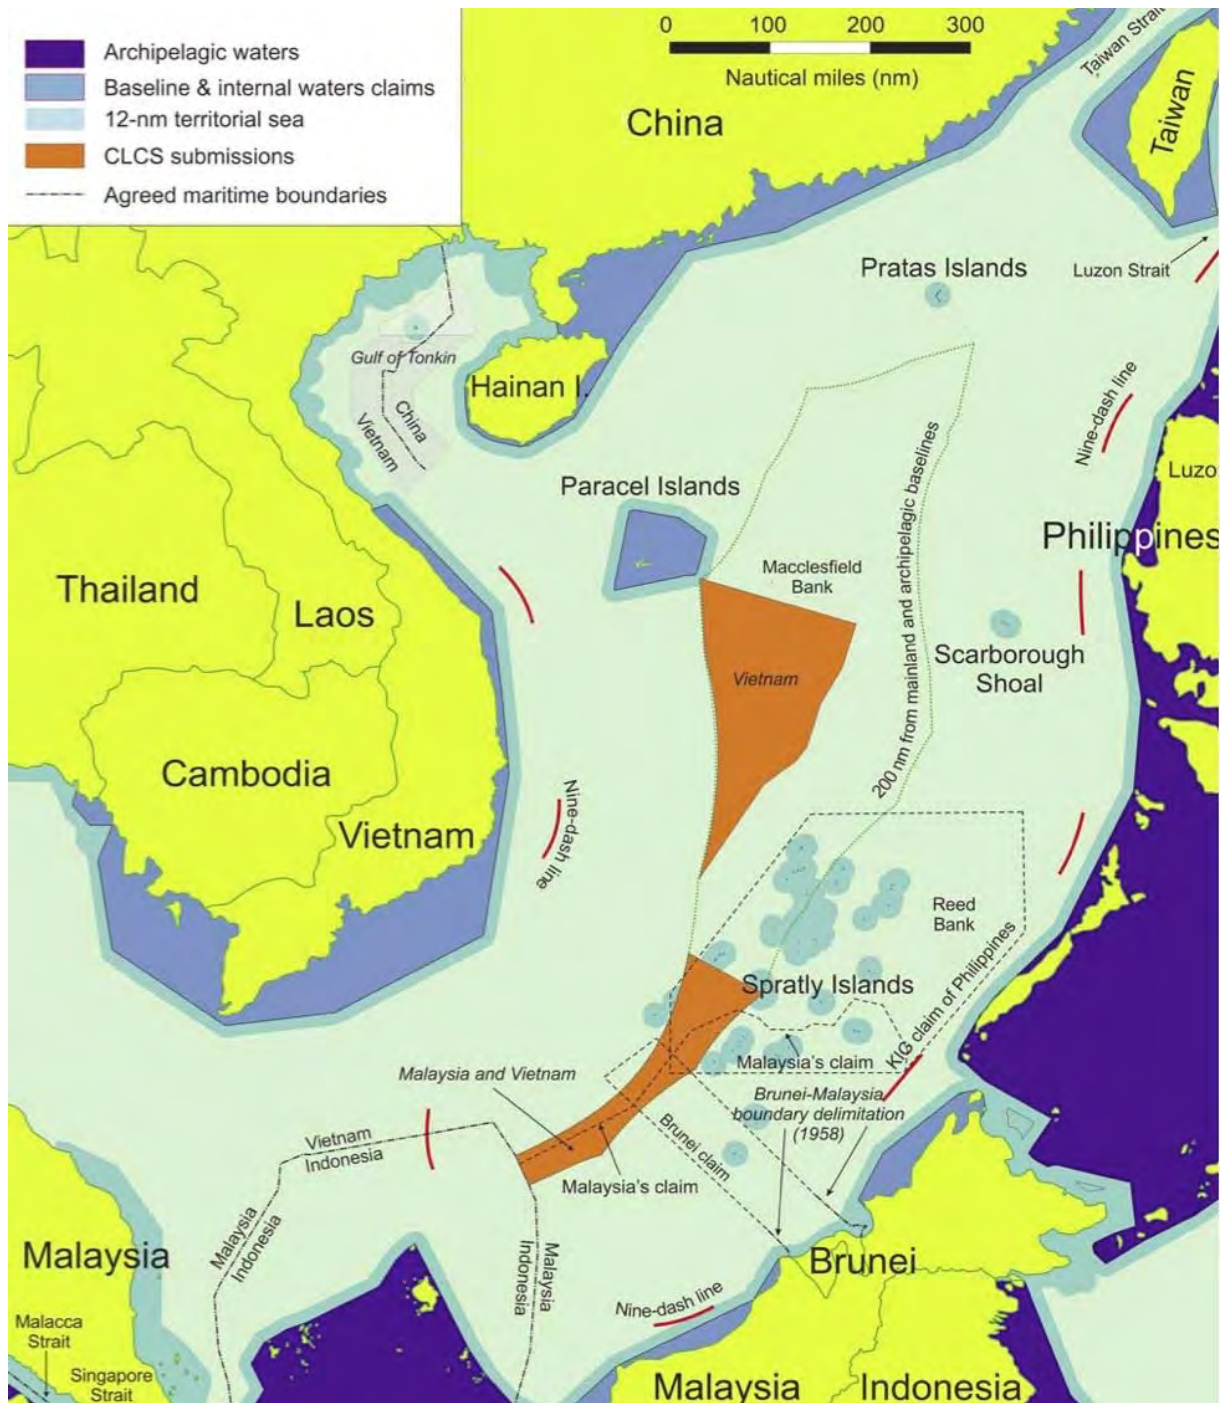 Archipelagic waters
Baseline & internal waters claims
12-nm territorial sea
CLCS submissions
Agreed maritime boundaries
0 100 200 300
Nautical miles (nm)
China
Taiwan Strait
Taiwan
Luzon Strait
Pratas Islands
Gulf of Tonkin
Hainan I.
China
Vietnam
Nine-dash line
Luzo
Paracel Islands
Philippines
Macclesfield
Bank
200 nm from mainland and archipelagic baselines
Thailand
Laos
Scarborough
Shoal
Vietnam
Cambodia
Vietnam
Nine-dash line
Reed
Bank
Spratly Islands
KIG claim of Philippines
Malaysia's claim
Malaysia and Vietnam
Brunei-Malaysia
boundary delimitation
(1958)
Brunei claim
Vietnam
Indonesia
Malaysia's claim
Malaysia
Indonesia
Malaysia
Indonesia
Malaysia
Brunei
Nine-dash line
Malacca
Strait
Singapore
Strait
Malaysia
Indonesia